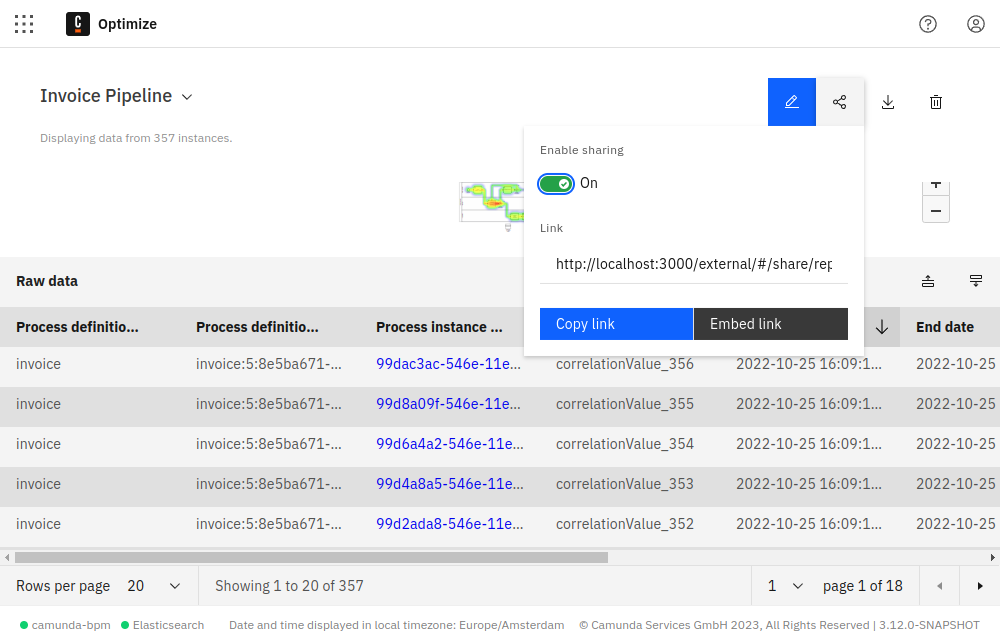 C Optimize
Invoice Pipeline
Displaying data from 357 instances.
Enable sharing
On
Link
http://localhost:3000/external/#/share/rep
Copy link Embed link
Raw data
Process definitio... Process definitio... Process instance ... End date
invoice invoice:5:8e5ba671-... 99dac3ac-546e-11e... correlationValue_356 2022-10-25 16:09:1... 2022-10-25
invoice invoice:5:8e5ba671-... 99d8a09f-546e-11e... correlationValue_355 2022-10-25 16:09:1... 2022-10-25
invoice invoice:5:8e5ba671-... 99d6a4a2-546e-11e... correlationValue_354 2022-10-25 16:09:1... 2022-10-25
invoice invoice:5:8e5ba671-... 99d4a8a5-546e-11e... correlationValue_353 2022-10-25 16:09:1... 2022-10-25
invoice invoice:5:8e5ba671-... 99d2ada8-546e-11e... correlationValue_352 2022-10-25 16:09:1... 2022-10-25
Rows per page 20 Showing 1 to 20 of 357 1 page 1 of 18
camunda-bpm Elasticsearch Date and time displayed in local timezone: Europe/Amsterdam © Camunda Services GmbH 2023, All Rights Reserved | 3.12.0-SNAPSHOT